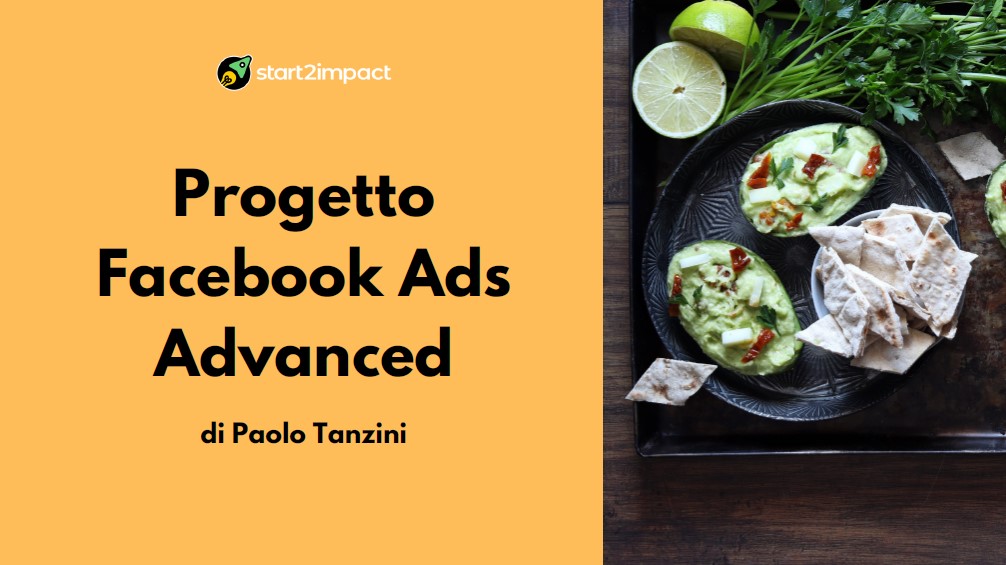 start2impact
Progetto
Facebook Ads
Advanced
di Paolo Tanzini